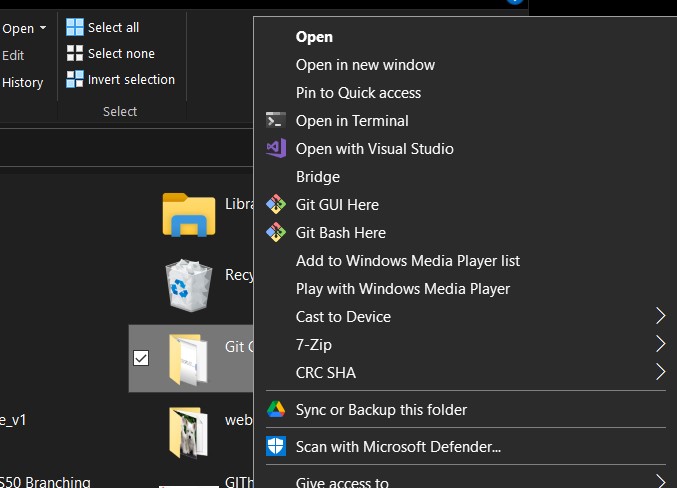 Open
Select all
Edit
Select none
History
Invert selection
Select
Open
Open in new window
Pin to Quick access
Open in Terminal
Open with Visual Studio
Bridge
Git GUI Here
Git Bash Here
Add to Windows Media Player list
Play with Windows Media Player
Cast to Device
7-Zip
CRC SHA
Sync or Backup this folder
Scan with Microsoft Defender...
Give access to
Libra
Recy
Git
e_v1
web
S50 Branching
GITh